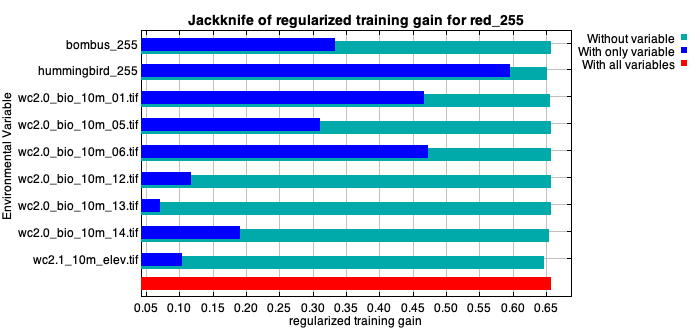 Jackknife of regularized training gain for red_255
Environmental Variable
bombus_255
hummingbird_255
wc2.0_bio_10m_01.tif
wc2.0_bio_10m_05.tif
wc2.0_bio_10m_06.tif
wc2.0_bio_10m_12.tif
wc2.0_bio_10m_13.tif
wc2.0_bio_10m_14.tif
wc2.1_10m_elev.tif
0.05 0.10 0.15 0.20 0.25 0.30 0.35 0.40 0.45 0.50 0.55 0.60 0.65
regularized training gain
Without variable
With only variable
With all variables